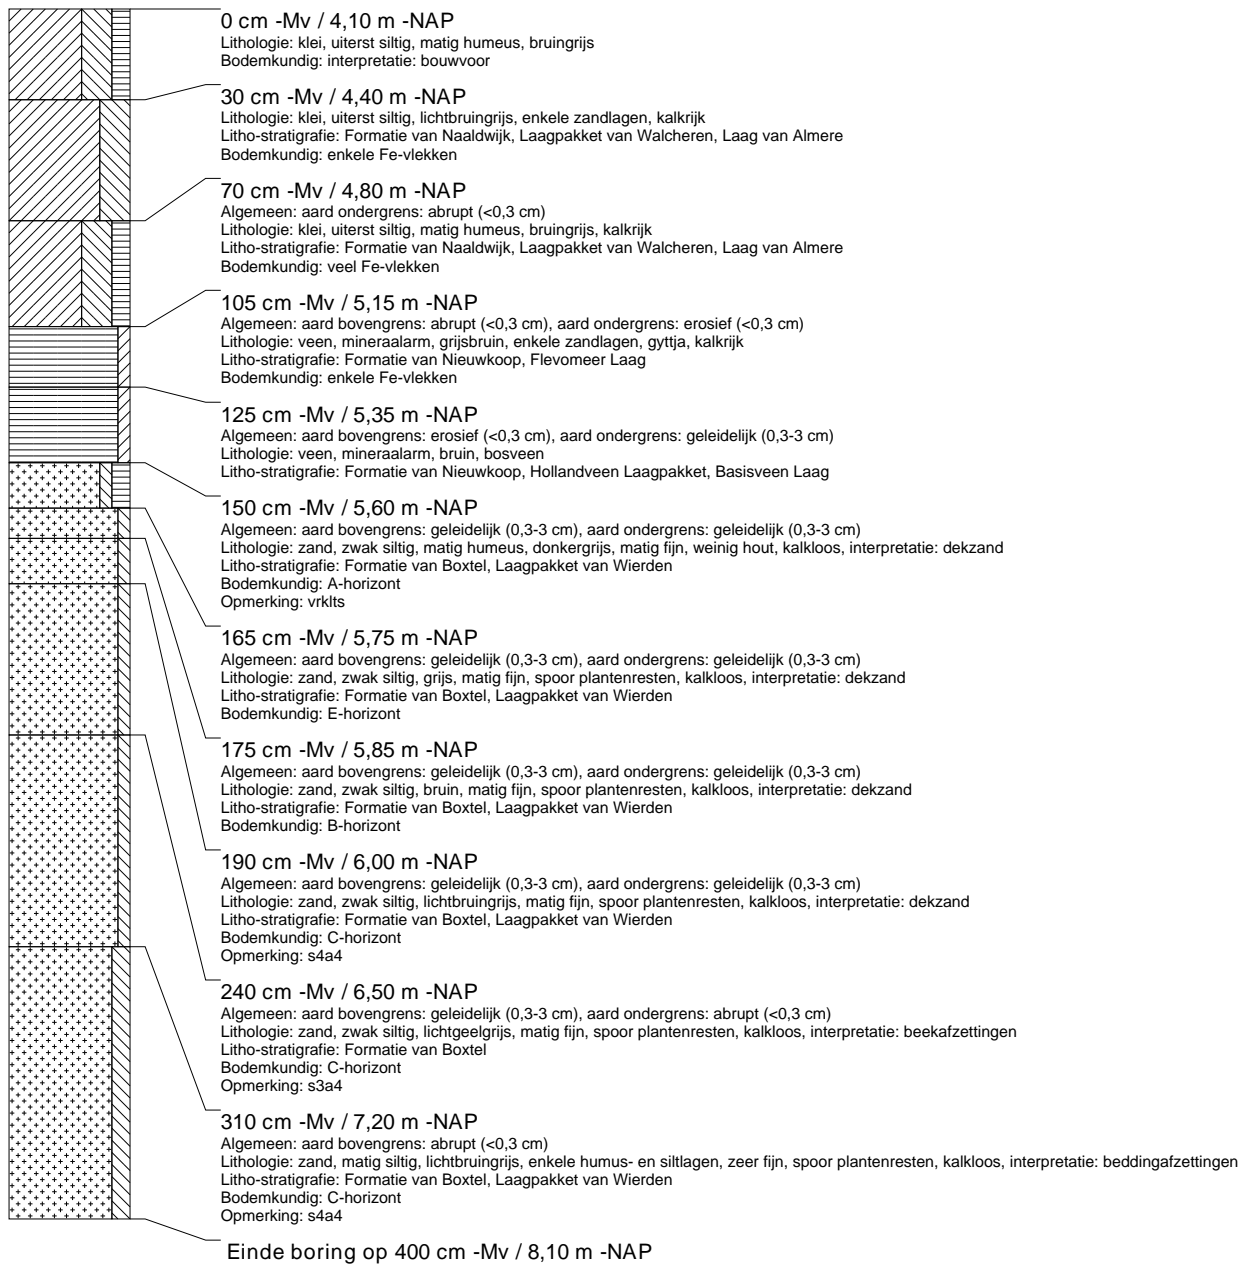 0 cm -Mv / 4,10 m -NAP
Lithologie: klei, uiterst siltig, matig humeus, bruingrijs
Bodemkundig: interpretatie: bouwvoor
30 cm -Mv / 4,40 m -NAP
Lithologie: klei, uiterst siltig, lichtbruingrijs, enkele zandlagen, kalkrijk
Litho-stratigrafie: Formatie van Naaldwijk, Laagpakket van Walcheren, Laag van Almere
Bodemkundig: enkele Fe-vlekken
70 cm -Mv / 4,80 m -NAP
Algemeen: aard ondergrens: abrupt (<0,3 cm)
Lithologie: klei, uiterst siltig, matig humeus, bruingrijs, kalkrijk
Litho-stratigrafie: Formatie van Naaldwijk, Laagpakket van Walcheren, Laag van Almere
Bodemkundig: veel Fe-vlekken
105 cm -Mv / 5,15 m -NAP
Algemeen: aard bovengrens: abrupt (<0,3 cm), aard ondergrens: erosief (<0,3 cm)
Lithologie: veen, mineraalarm, grijsbruin, enkele zandlagen, gyttja, kalkrijk
Litho-stratigrafie: Formatie van Nieuwkoop, Flevomeer Laag
Bodemkundig: enkele Fe-vlekken
125 cm -Mv / 5,35 m -NAP
Algemeen: aard bovengrens: erosief (<0,3 cm), aard ondergrens: geleidelijk (0,3-3 cm)
Lithologie: veen, mineraalarm, bruin, bosveen
Litho-stratigrafie: Formatie van Nieuwkoop, Hollandveen Laagpakket, Basisveen Laag
150 cm -Mv / 5,60 m -NAP
Algemeen: aard bovengrens: geleidelijk (0,3-3 cm), aard ondergrens: geleidelijk (0,3-3 cm)
Lithologie: zand, zwak siltig, matig humeus, donkergrijs, matig fijn, weinig hout, kalkloos, interpretatie: dekzand
Litho-stratigrafie: Formatie van Boxtel, Laagpakket van Wierden
Bodemkundig: A-horizont
Opmerking: vrklts
165 cm -Mv / 5,75 m -NAP
Algemeen: aard bovengrens: geleidelijk (0,3-3 cm), aard ondergrens: geleidelijk (0,3-3 cm)
Lithologie: zand, zwak siltig, grijs, matig fijn, spoor plantenresten, kalkloos, interpretatie: dekzand
Litho-stratigrafie: Formatie van Boxtel, Laagpakket van Wierden
Bodemkundig: E-horizont
175 cm -Mv / 5,85 m -NAP
Algemeen: aard bovengrens: geleidelijk (0,3-3 cm), aard ondergrens: geleidelijk (0,3-3 cm)
Lithologie: zand, zwak siltig, bruin, matig fijn, spoor plantenresten, kalkloos, interpretatie: dekzand
Litho-stratigrafie: Formatie van Boxtel, Laagpakket van Wierden
Bodemkundig: B-horizont
190 cm -Mv / 6,00 m -NAP
Algemeen: aard bovengrens: geleidelijk (0,3-3 cm), aard ondergrens: geleidelijk (0,3-3 cm)
Lithologie: zand, zwak siltig, lichtbruingrijs, matig fijn, spoor plantenresten, kalkloos, interpretatie: dekzand
Litho-stratigrafie: Formatie van Boxtel, Laagpakket van Wierden
Bodemkundig: C-horizont
Opmerking: s4a4
240 cm -Mv / 6,50 m -NAP
Algemeen: aard bovengrens: geleidelijk (0,3-3 cm), aard ondergrens: abrupt (<0,3 cm)
Lithologie: zand, zwak siltig, lichtgeelgrijs, matig fijn, spoor plantenresten, kalkloos, interpretatie: beekafzettingen
Litho-stratigrafie: Formatie van Boxtel
Bodemkundig: C-horizont
Opmerking: s3a4
310 cm -Mv / 7,20 m -NAP
Algemeen: aard bovengrens: abrupt (<0,3 cm)
Lithologie: zand, matig siltig, lichtbruingrijs, enkele humus- en siltlagen, zeer fijn, spoor plantenresten, kalkloos, interpretatie: beddingafzettingen
Litho-stratigrafie: Formatie van Boxtel, Laagpakket van Wierden
Bodemkundig: C-horizont
Opmerking: s4a4
Einde boring op 400 cm -Mv / 8,10 m -NAP